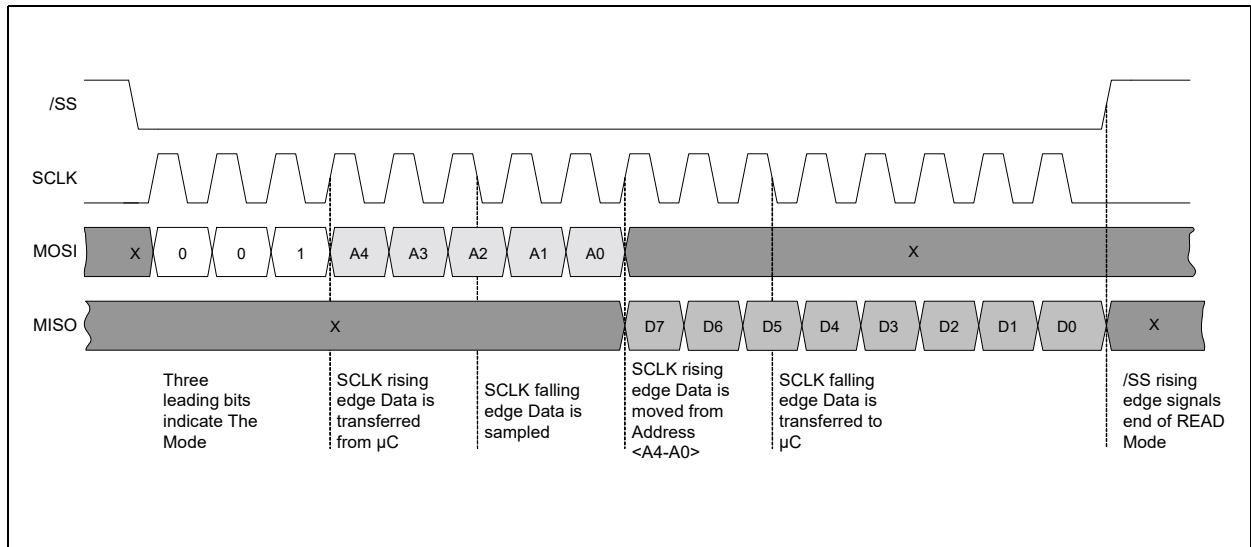 /SS
SCLK
MOSI
X 0 0 1 A4 A3 A2 A1 A0 X
MISO
X D7 D6 D5 D4 D3 D2 D1 D0 X
Three
leading bits
indicate The
Mode
SCLK rising
edge Data is
transferred
from µC
SCLK falling
edge Data is
sampled
SCLK rising
edge Data is
moved from
Address
<A4-A0>
SCLK falling
edge Data is
transferred to
µC
/SS rising
edge signals
end of READ
Mode